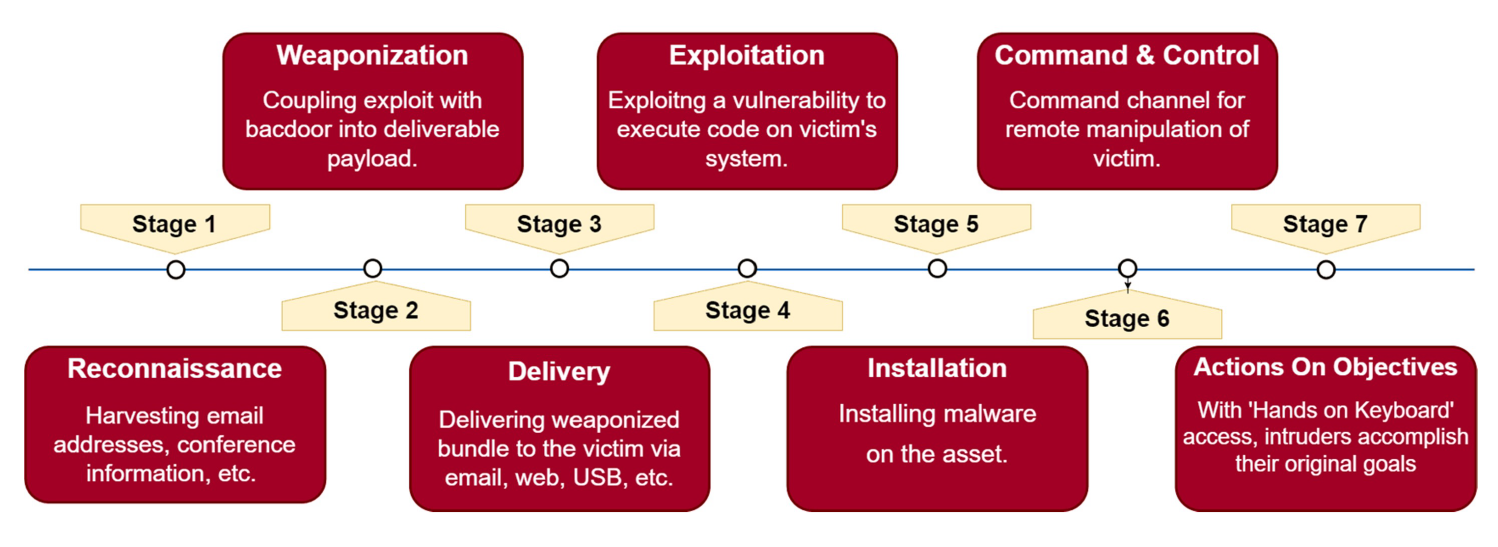 Weaponization
Coupling exploit with
bacdoor into deliverable
payload.
Exploitation
Exploitng a vulnerability to
execute code on victim's
system.
Command & Control
Command channel for
remote manipulation of
victim.
Stage 1
Stage 3
Stage 5
Stage 7
Stage 2
Stage 4
Stage 6
Reconnaissance
Harvesting email
addresses, conference
information, etc.
Delivery
Delivering weaponized
bundle to the victim via
email, web, USB, etc.
Installation
Installing malware
on the asset.
Actions On Objectives
With 'Hands on Keyboard'
access, intruders accomplish
their original goals